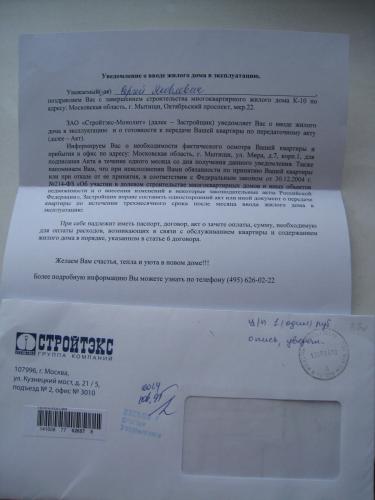 Уведомление о вводе жилого дома в эксплуатацию.
Уважаемый(ая) Сергей Яковлевич
поздравляем Вас с завершением строительства многоквартирного жилого дома К-10 по
адресу: Московская область, г. Мытищи, Октябрьский проспект, мкр.22.
ЗАО «Стройтэкс-Монолит» (далее – Застройщик) уведомляет Вас о вводе жилого
дома в эксплуатацию и о готовности к передаче Вашей квартиры по передаточному акту
(далее – Акт).
Информируем Вас о необходимости фактического осмотра Вашей квартиры и
прибытия в офис по адресу: Московская область, г. Мытищи, ул. Мира, д.7, корп.1, для
подписания Акта в течение одного месяца со дня получения данного уведомления. Также
напоминаем Вам, что при неисполнении Вами обязанности по принятию Вашей квартиры
или при отказе от ее принятия, в соответствии с Федеральным законом от 30.12.2004 г.
№214-ФЗ «Об участии в долевом строительстве многоквартирных домов и иных объектов
недвижимости и о внесении изменений в некоторые законодательные акты Российской
Федерации», Застройщик вправе составить односторонний акт или иной документ о передаче
квартиры по истечении трехмесячного срока после месяца ввода жилого дома в
эксплуатацию.
При себе надлежит иметь паспорт, договор, акт о зачете оплаты, сумму, необходимую
для оплаты расходов, возникающих в связи с обслуживанием квартиры и содержанием
жилого дома в порядке, указанном в статье 6 договора.
Желаем Вам счастья, тепла и уюта в новом доме!!!
Более подробную информацию Вы можете узнать по телефону (495) 626-02-22
СТРОЙТЭКС
ГРУППА КОМПАНИЙ
107996, г. Москва,
ул. Кузнецкий мост, д. 21 / 5,
подъезд № 2, офис № 3010
ц/п 1 (один) руб
опись, уведом.